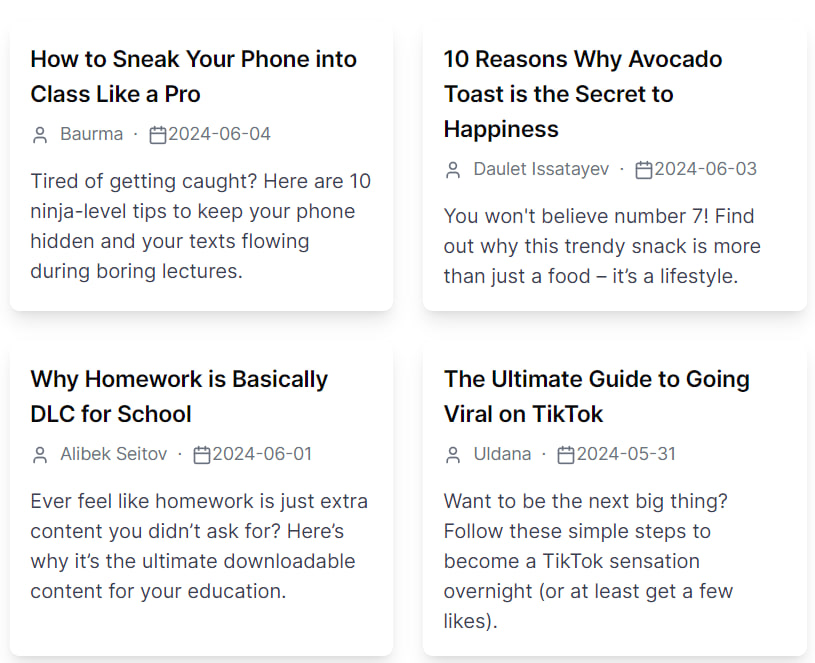 How to Sneak Your Phone into
Class Like a Pro
Baurma · 2024-06-04
Tired of getting caught? Here are 10
ninja-level tips to keep your phone
hidden and your texts flowing
during boring lectures.
10 Reasons Why Avocado
Toast is the Secret to
Happiness
Daulet Issatayev · 2024-06-03
You won't believe number 7! Find
out why this trendy snack is more
than just a food – it’s a lifestyle.
Why Homework is Basically
DLC for School
Alibek Seitov · 2024-06-01
Ever feel like homework is just extra
content you didn’t ask for? Here’s
why it’s the ultimate downloadable
content for your education.
The Ultimate Guide to Going
Viral on TikTok
Uldana · 2024-05-31
Want to be the next big thing?
Follow these simple steps to
become a TikTok sensation
overnight (or at least get a few
likes).